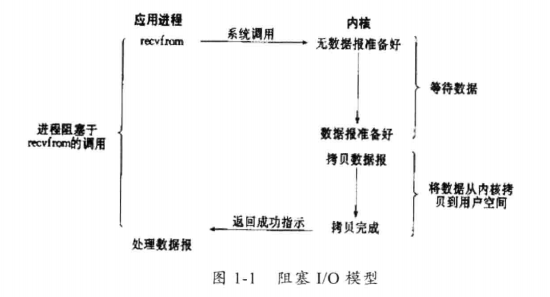 应用进程
内核
recvfrom
系统调用
无数据报准备好
等待数据
进程阻塞于
recvfrom的调用
数据报准备好
拷贝数据报
将数据从内核拷
贝到用户空间
返回成功指示
拷贝完成
处理数据报
图 1-1 阻塞 I/O 模型